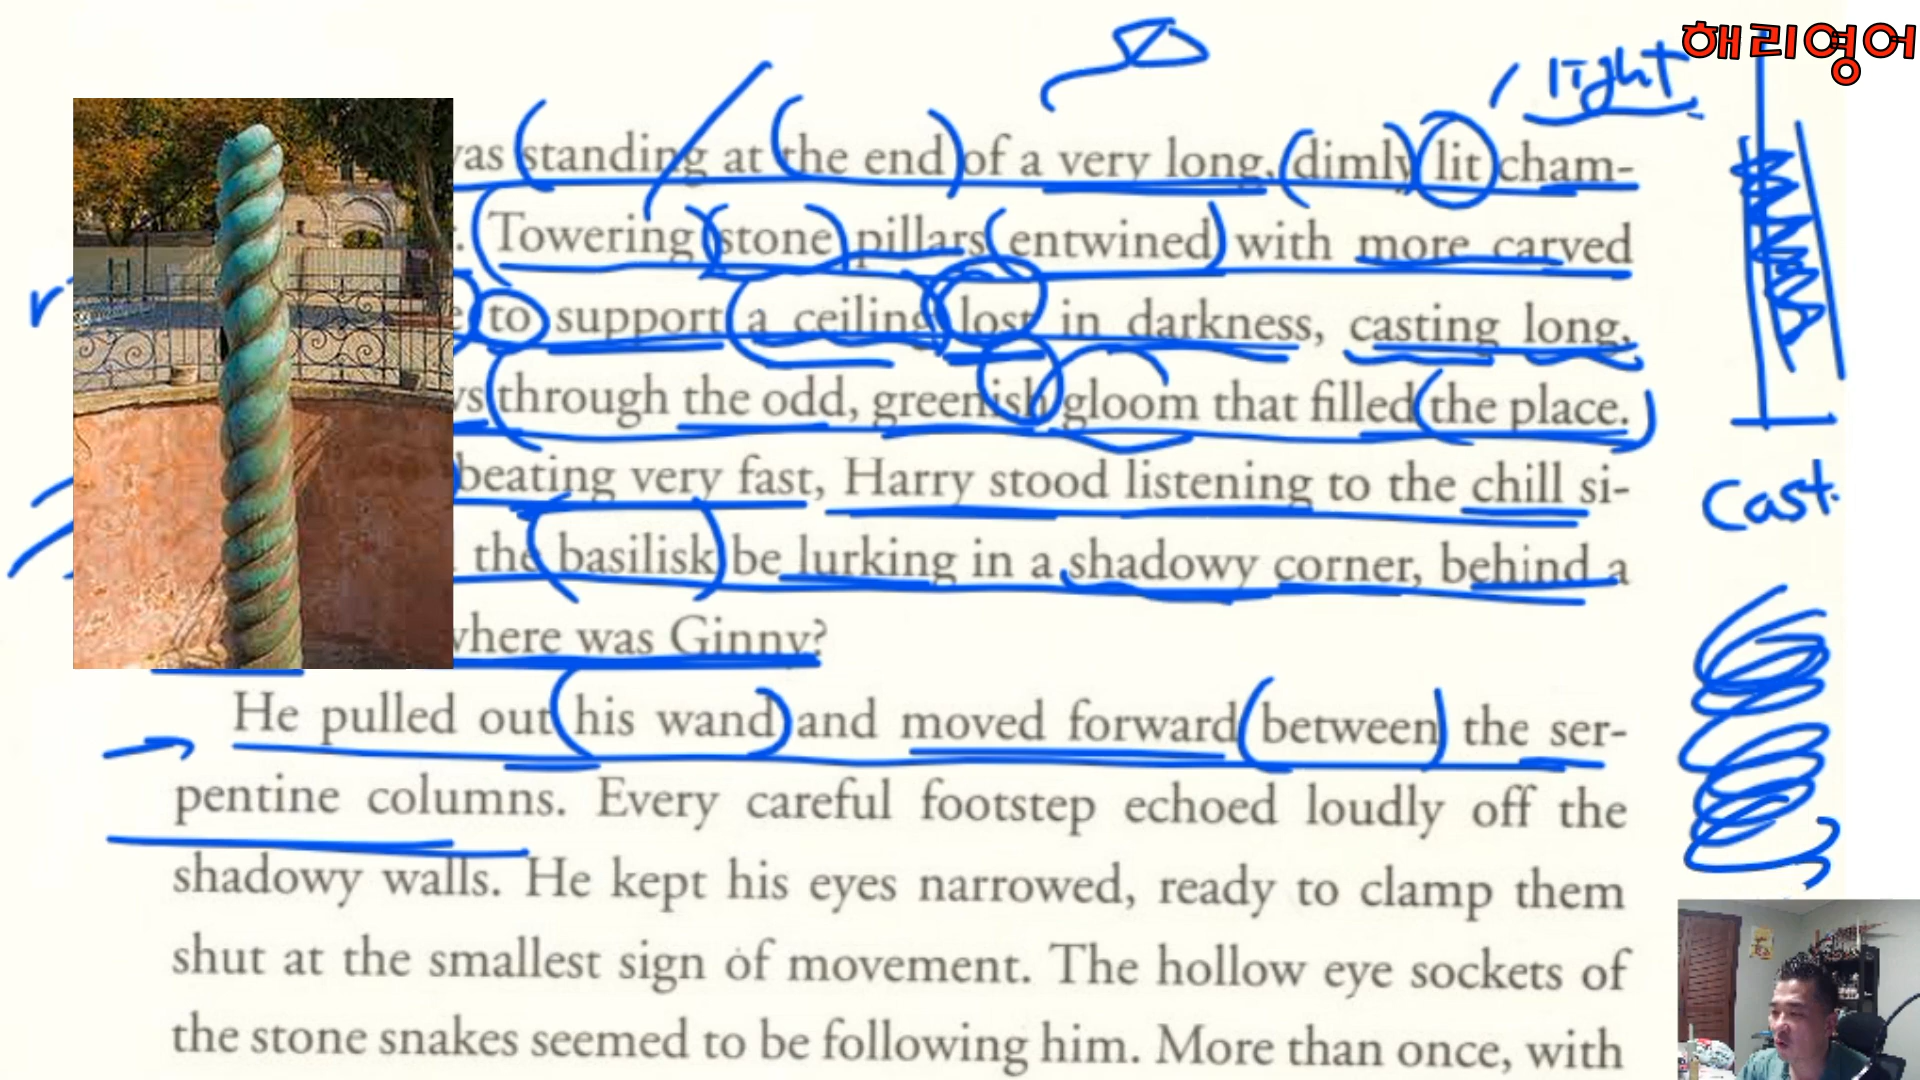 해리영어
light
was standing at the end of a very long, dimly lit cham-
. Towering stone pillars entwined with more carved
to support a ceiling lost in darkness, casting long,
through the odd, greenish gloom that filled the place.
beating very fast, Harry stood listening to the chill si-
cast.
the basilisk be lurking in a shadowy corner, behind a
where was Ginny?
He pulled out his wand and moved forward between the ser-
pentine columns. Every careful footstep echoed loudly off the
shadowy walls. He kept his eyes narrowed, ready to clamp them
shut at the smallest sign of movement. The hollow eye sockets of
the stone snakes seemed to be following him. More than once, with